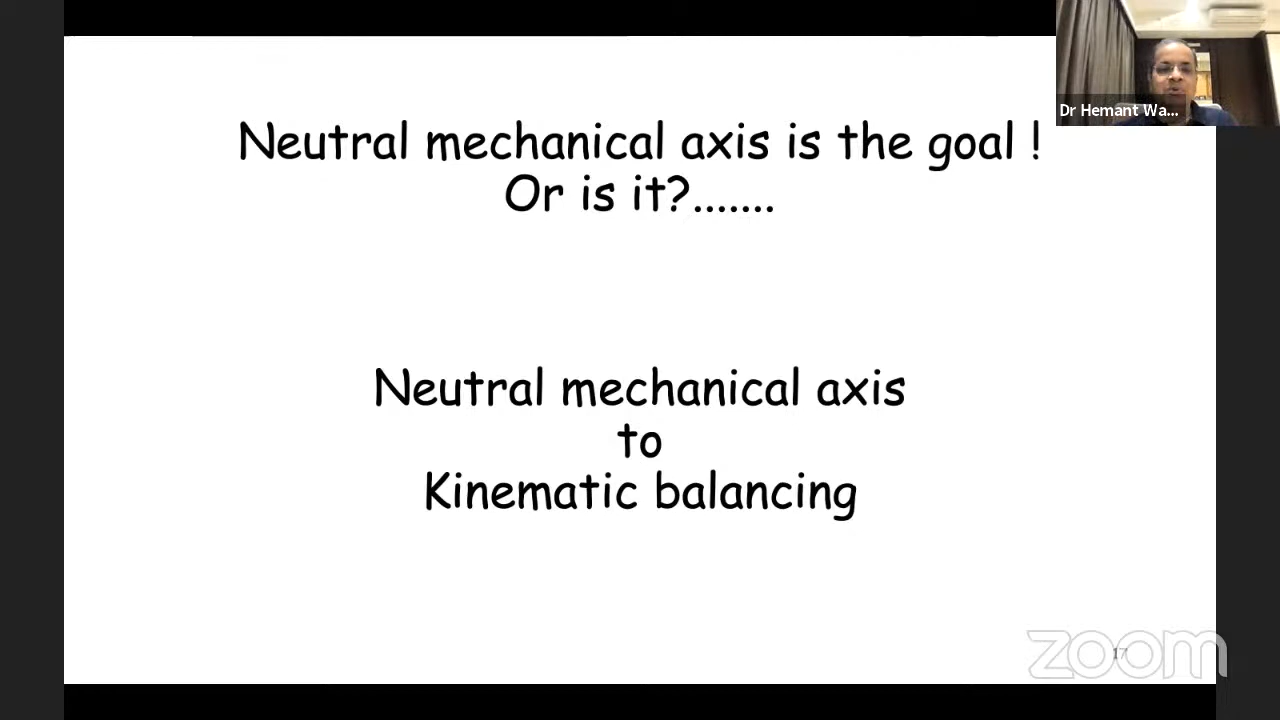 Neutral mechanical axis is the goal !
Or is it?.......
Neutral mechanical axis
to
Kinematic balancing
Dr Hemant Wa...
zoom
17